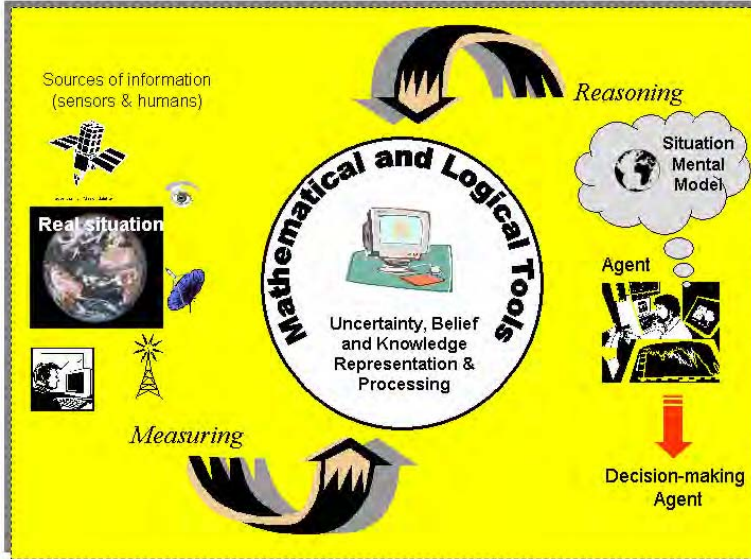 Sources of information
(sensors & humans)
Real situation
Measuring
Mathematical and Logical Tools
Uncertainty, Belief
and Knowledge
Representation &
Processing
Reasoning
Situation
Mental
Model
Agent
Decision-making
Agent